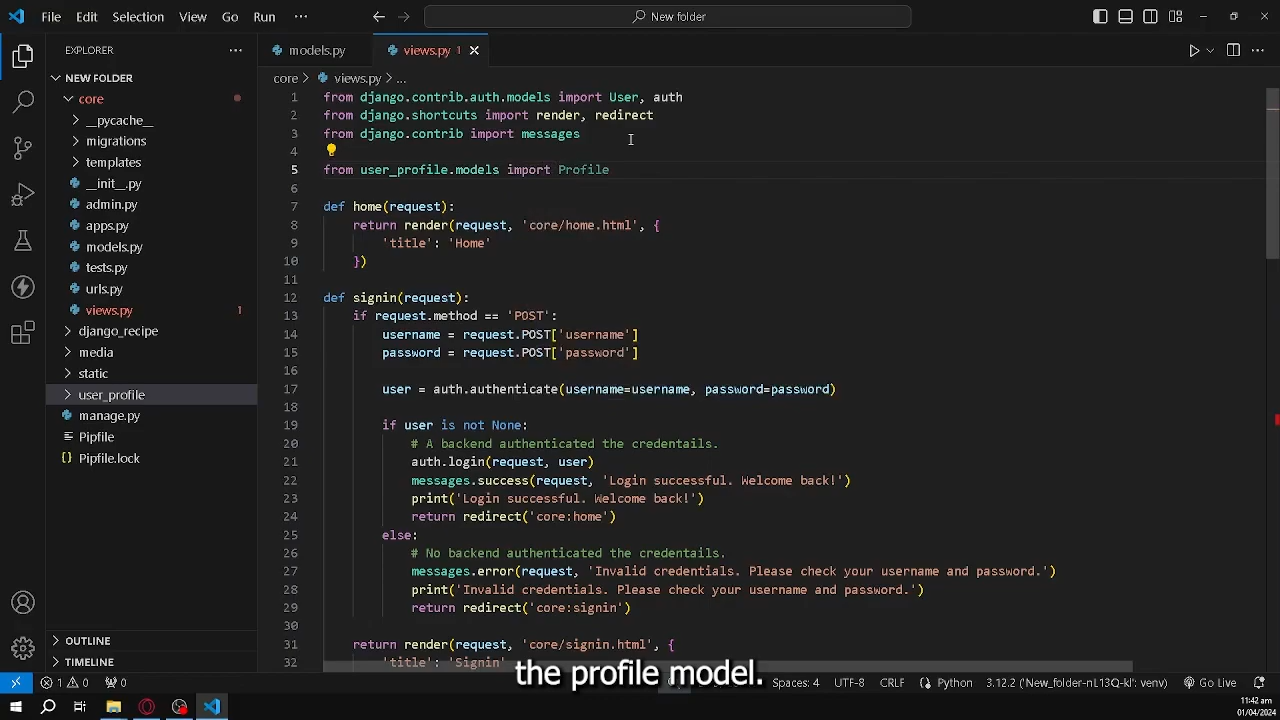 File Edit Selection View Go Run ··· New folder
EXPLORER ···
NEW FOLDER
core
__pycache__
migrations
templates
__init__.py
admin.py
apps.py
models.py
tests.py
urls.py
views.py 1
django_recipe
media
static
user_profile
manage.py
Pipfile
{} Pipfile.lock
OUTLINE
TIMELINE
models.py views.py 1
core > views.py > ...
1 from django.contrib.auth.models import User, auth
2 from django.shortcuts import render, redirect
3 from django.contrib import messages
4
5 from user_profile.models import Profile
6
7 def home(request):
8 return render(request, 'core/home.html', {
9 'title': 'Home'
10 })
11
12 def signin(request):
13 if request.method == 'POST':
14 username = request.POST['username']
15 password = request.POST['password']
16
17 user = auth.authenticate(username=username, password=password)
18
19 if user is not None:
20 # A backend authenticated the credentails.
21 auth.login(request, user)
22 messages.success(request, 'Login successful. Welcome back!')
23 print('Login successful. Welcome back!')
24 return redirect('core:home')
25 else:
26 # No backend authenticated the credentails.
27 messages.error(request, 'Invalid credentials. Please check your username and password.')
28 print('Invalid credentials. Please check your username and password.')
29 return redirect('core:signin')
30
31 return render(request, 'core/signin.html', {
32 'title': 'Signin'
the profile model.
1 0 0 Spaces: 4 UTF-8 CRLF Python 3.12.2 ('New_folder-nL13Q-kl': venv) Go Live
11:42 am
01/04/2024